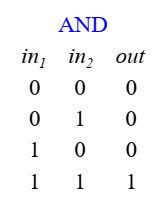 AND
in₁ in₂ out
0 0 0
0 1 0
1 0 0
1 1 1